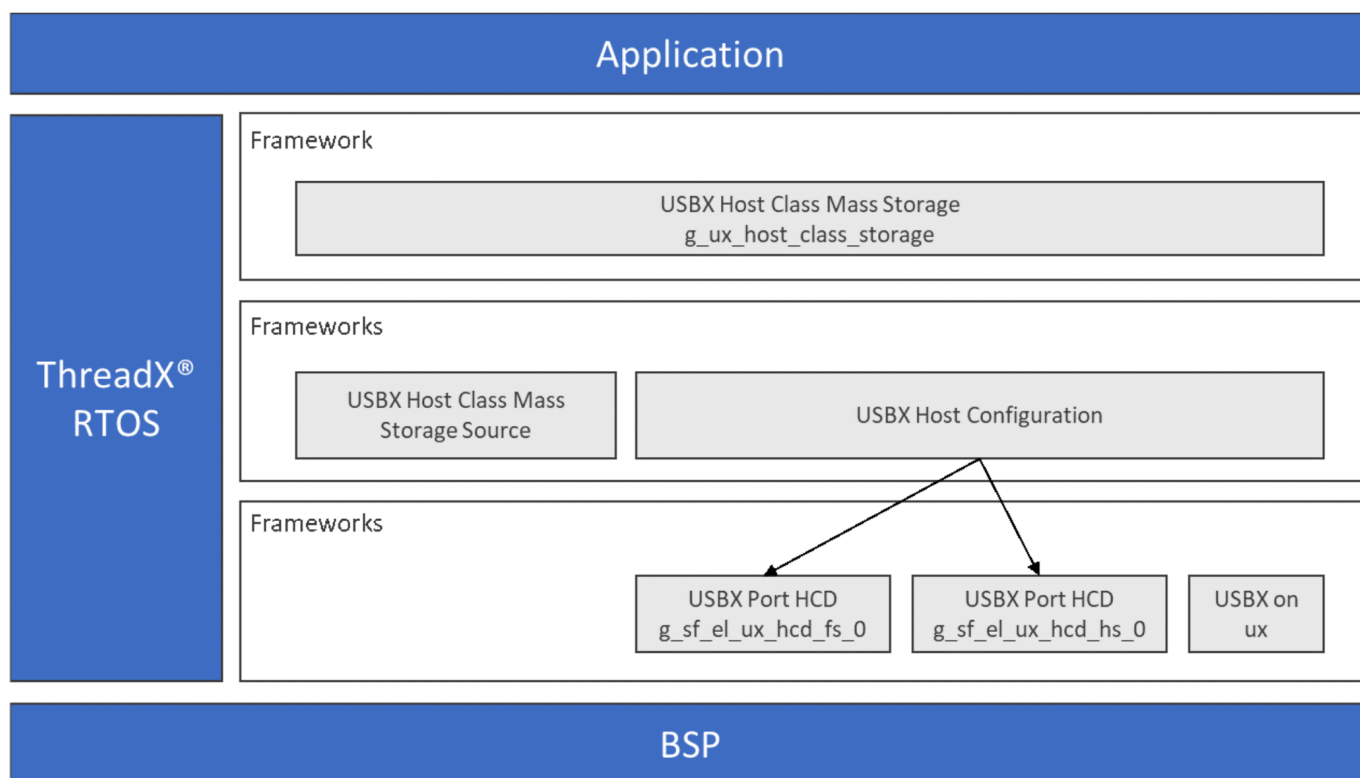 Application
ThreadX®
RTOS
Framework
USBX Host Class Mass Storage
g_ux_host_class_storage
Frameworks
USBX Host Class Mass
Storage Source
USBX Host Configuration
Frameworks
USBX Port HCD
g_sf_el_ux_hcd_fs_0
USBX Port HCD
g_sf_el_ux_hcd_hs_0
USBX on
ux
BSP